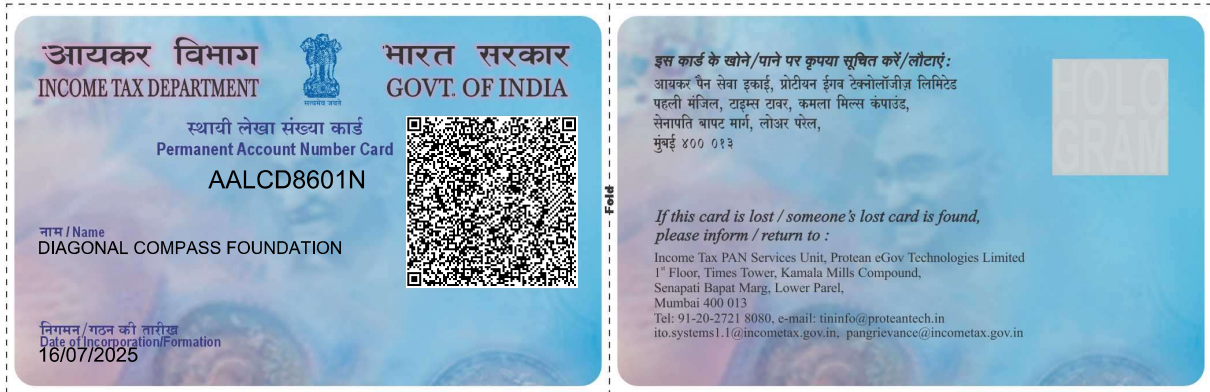 आयकर विभाग
INCOME TAX DEPARTMENT
सत्यमेव जयते
भारत सरकार
GOVT. OF INDIA
स्थायी लेखा संख्या कार्ड
Permanent Account Number Card
AALCD8601N
नाम / Name
DIAGONAL COMPASS FOUNDATION
निगमन/गठन की तारीख
Date of Incorporation/Formation
16/07/2025
Fold
इस कार्ड के खोने/पाने पर कृपया सूचित करें/लौटाएं :
आयकर पैन सेवा इकाई, प्रोटीयन ईगव टेक्नोलॉजीज़ लिमिटेड
पहली मंजिल, टाइम्स टावर, कमला मिल्स कंपाउंड,
सेनापति बापट मार्ग, लोअर परेल,
मुंबई ४०० ०१३
HOLO
GRAM
If this card is lost / someone's lost card is found,
please inform / return to :
Income Tax PAN Services Unit, Protean eGov Technologies Limited
1st Floor, Times Tower, Kamala Mills Compound,
Senapati Bapat Marg, Lower Parel,
Mumbai 400 013
Tel: 91-20-2721 8080, e-mail: tininfo@proteantech.in
ito.systems1.1@incometax.gov.in, pangrievance@incometax.gov.in